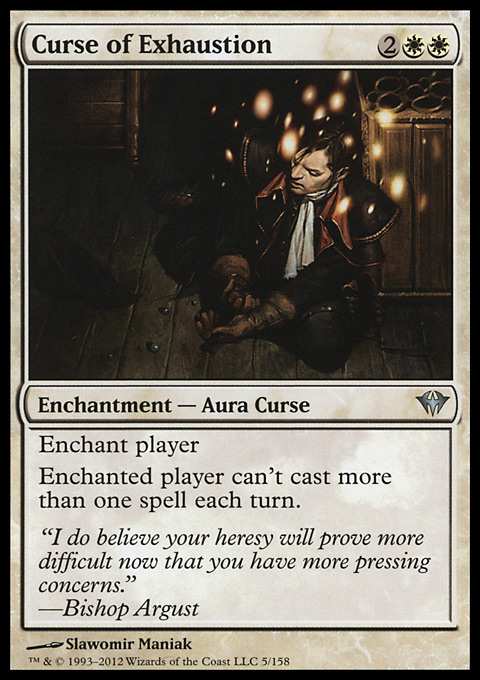 Curse of Exhaustion 2
Enchantment — Aura Curse
Enchant player
Enchanted player can't cast more
than one spell each turn.
“I do believe your heresy will prove more
difficult now that you have more pressing
concerns.”
—Bishop Argust
Slawomir Maniak
™ & © 1993–2012 Wizards of the Coast LLC 5/158